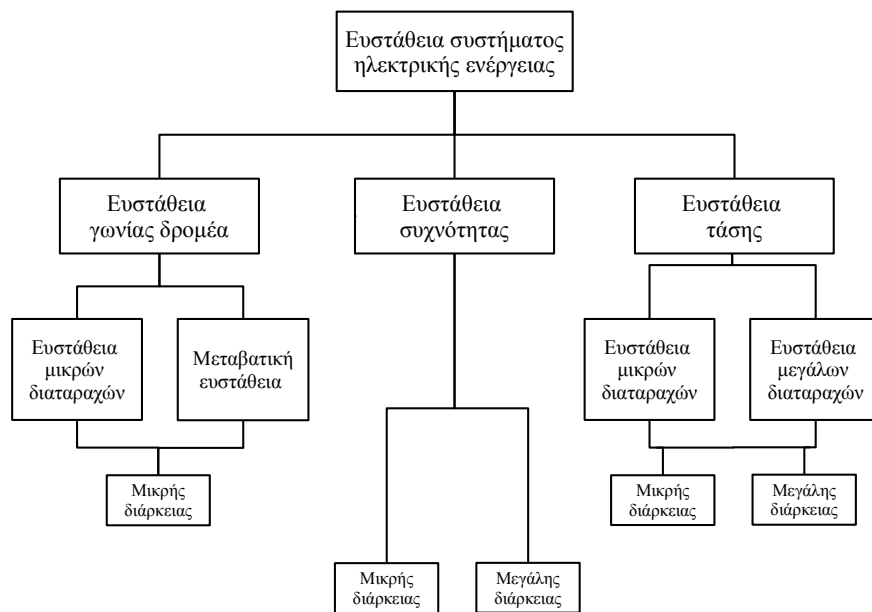 Ευστάθεια συστήματος
ηλεκτρικής ενέργειας
Ευστάθεια
γωνίας δρομέα
Ευστάθεια
συχνότητας
Ευστάθεια
τάσης
Ευστάθεια
μικρών
διαταραχών
Μεταβατική
ευστάθεια
Ευστάθεια
μικρών
διαταραχών
Ευστάθεια
μεγάλων
διαταραχών
Μικρής
διάρκειας
Μικρής
διάρκειας
Μεγάλης
διάρκειας
Μικρής
διάρκειας
Μεγάλης
διάρκειας